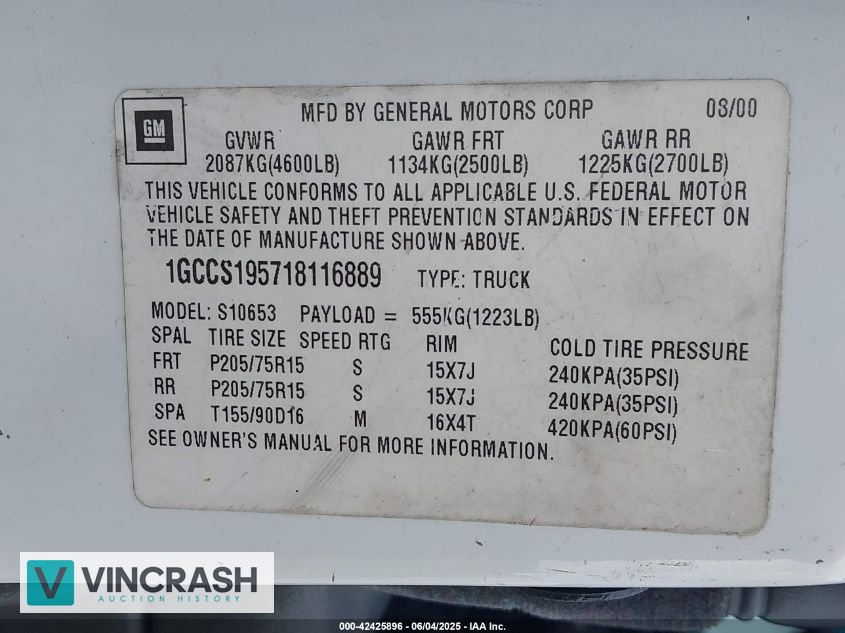 MFD BY GENERAL MOTORS CORP 08/00
GM
GVWR GAWR FRT GAWR RR
2087KG(4600LB) 1134KG(2500LB) 1225KG(2700LB)
THIS VEHICLE CONFORMS TO ALL APPLICABLE U.S. FEDERAL MOTOR
VEHICLE SAFETY AND THEFT PREVENTION STANDARDS IN EFFECT ON
THE DATE OF MANUFACTURE SHOWN ABOVE.
1GCCS195718116889 TYPE: TRUCK
MODEL: S10653 PAYLOAD = 555KG(1223LB)
SPAL TIRE SIZE SPEED RTG RIM COLD TIRE PRESSURE
FRT P205/75R15 S 15X7J 240KPA(35PSI)
RR P205/75R15 S 15X7J 240KPA(35PSI)
SPA T155/90D16 M 16X4T 420KPA(60PSI)
SEE OWNER'S MANUAL FOR MORE INFORMATION.
V VINCRASH
AUCTION HISTORY
000-42425896 - 06/04/2025 - IAA Inc.